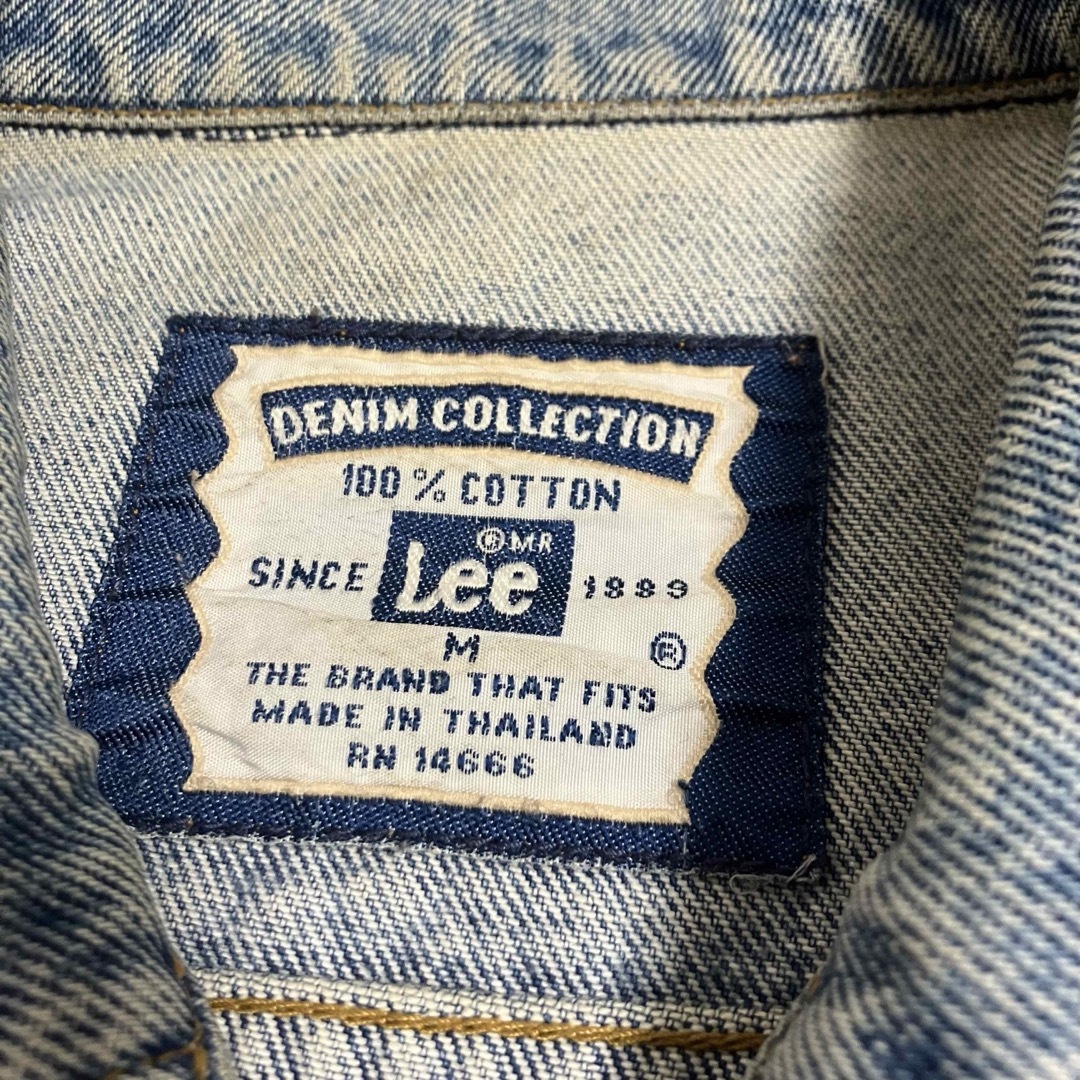 DENIM COLLECTION
100% COTTON
® MR
SINCE Lee 1889
M ®
THE BRAND THAT FITS
MADE IN THAILAND
RN 14666